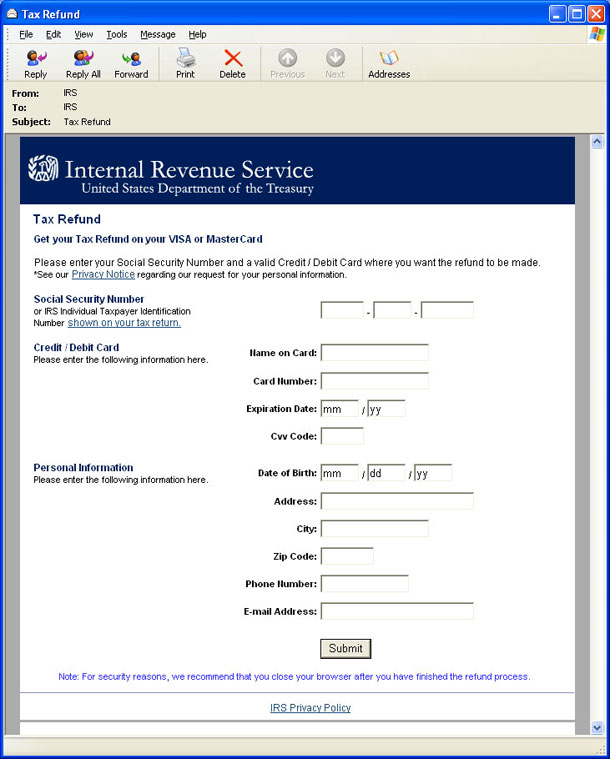 Tax Refund
File Edit View Tools Message Help
Reply Reply All Forward Print Delete Previous Next Addresses
From: IRS
To: IRS
Subject: Tax Refund
Internal Revenue Service
United States Department of the Treasury
Tax Refund
Get your Tax Refund on your VISA or MasterCard
Please enter your Social Security Number and a valid Credit / Debit Card where you want the refund to be made.
*See our Privacy Notice regarding our request for your personal information.
Social Security Number
or IRS Individual Taxpayer Identification - -
Number shown on your tax return.
Credit / Debit Card
Please enter the following information here.
Name on Card:
Card Number:
Expiration Date: mm / yy
Cvv Code:
Personal Information
Please enter the following information here.
Date of Birth: mm / dd / yy
Address:
City:
Zip Code:
Phone Number:
E-mail Address:
Submit
Note: For security reasons, we recommend that you close your browser after you have finished the refund process.
IRS Privacy Policy